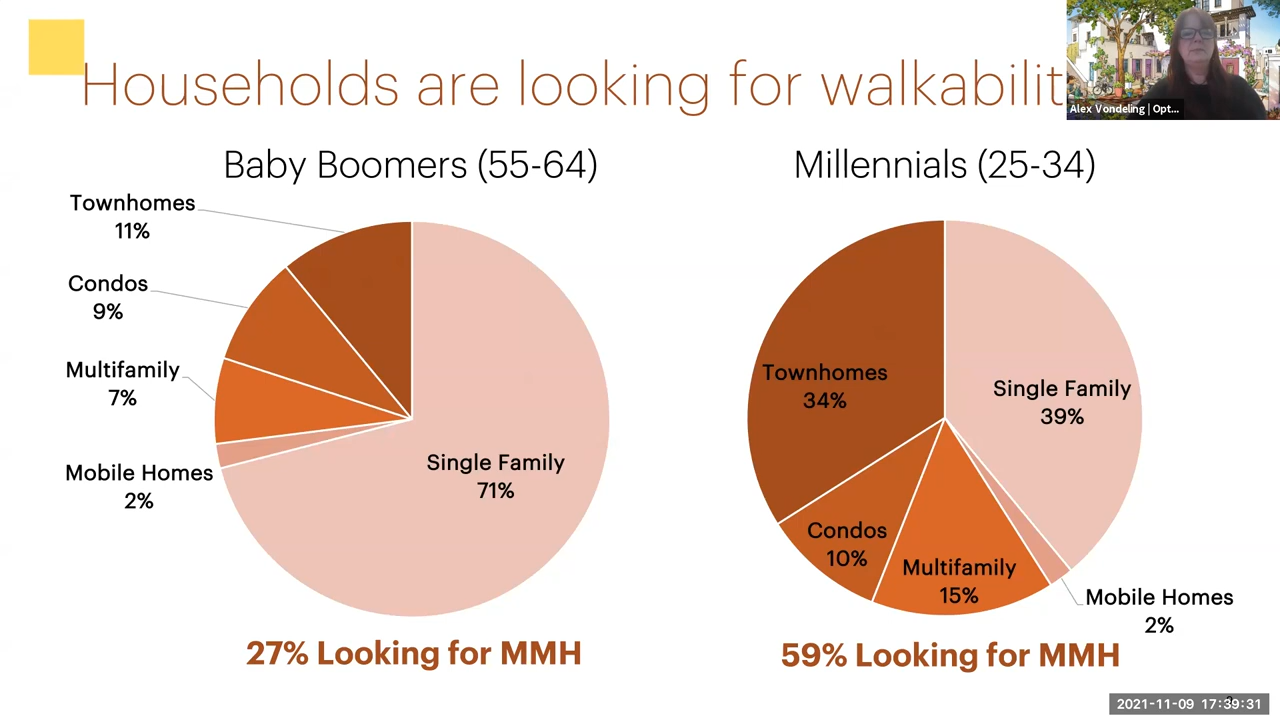 Households are looking for walkabilit
Alex Vondeling | Opt...
Baby Boomers (55-64)
Townhomes
11%
Condos
9%
Multifamily
7%
Mobile Homes
2%
Single Family
71%
27% Looking for MMH
Millennials (25-34)
Townhomes
34%
Single Family
39%
Condos
10%
Multifamily
15%
Mobile Homes
2%
59% Looking for MMH
2021-11-09 17:39:31